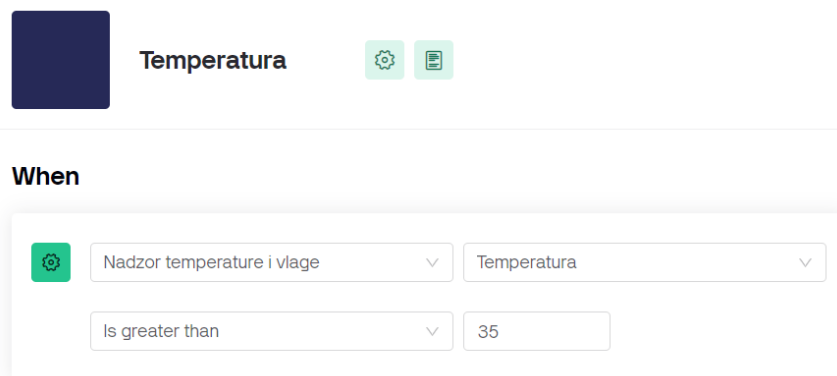 Temperatura
When
Nadzor temperature i vlage Temperatura
Is greater than 35